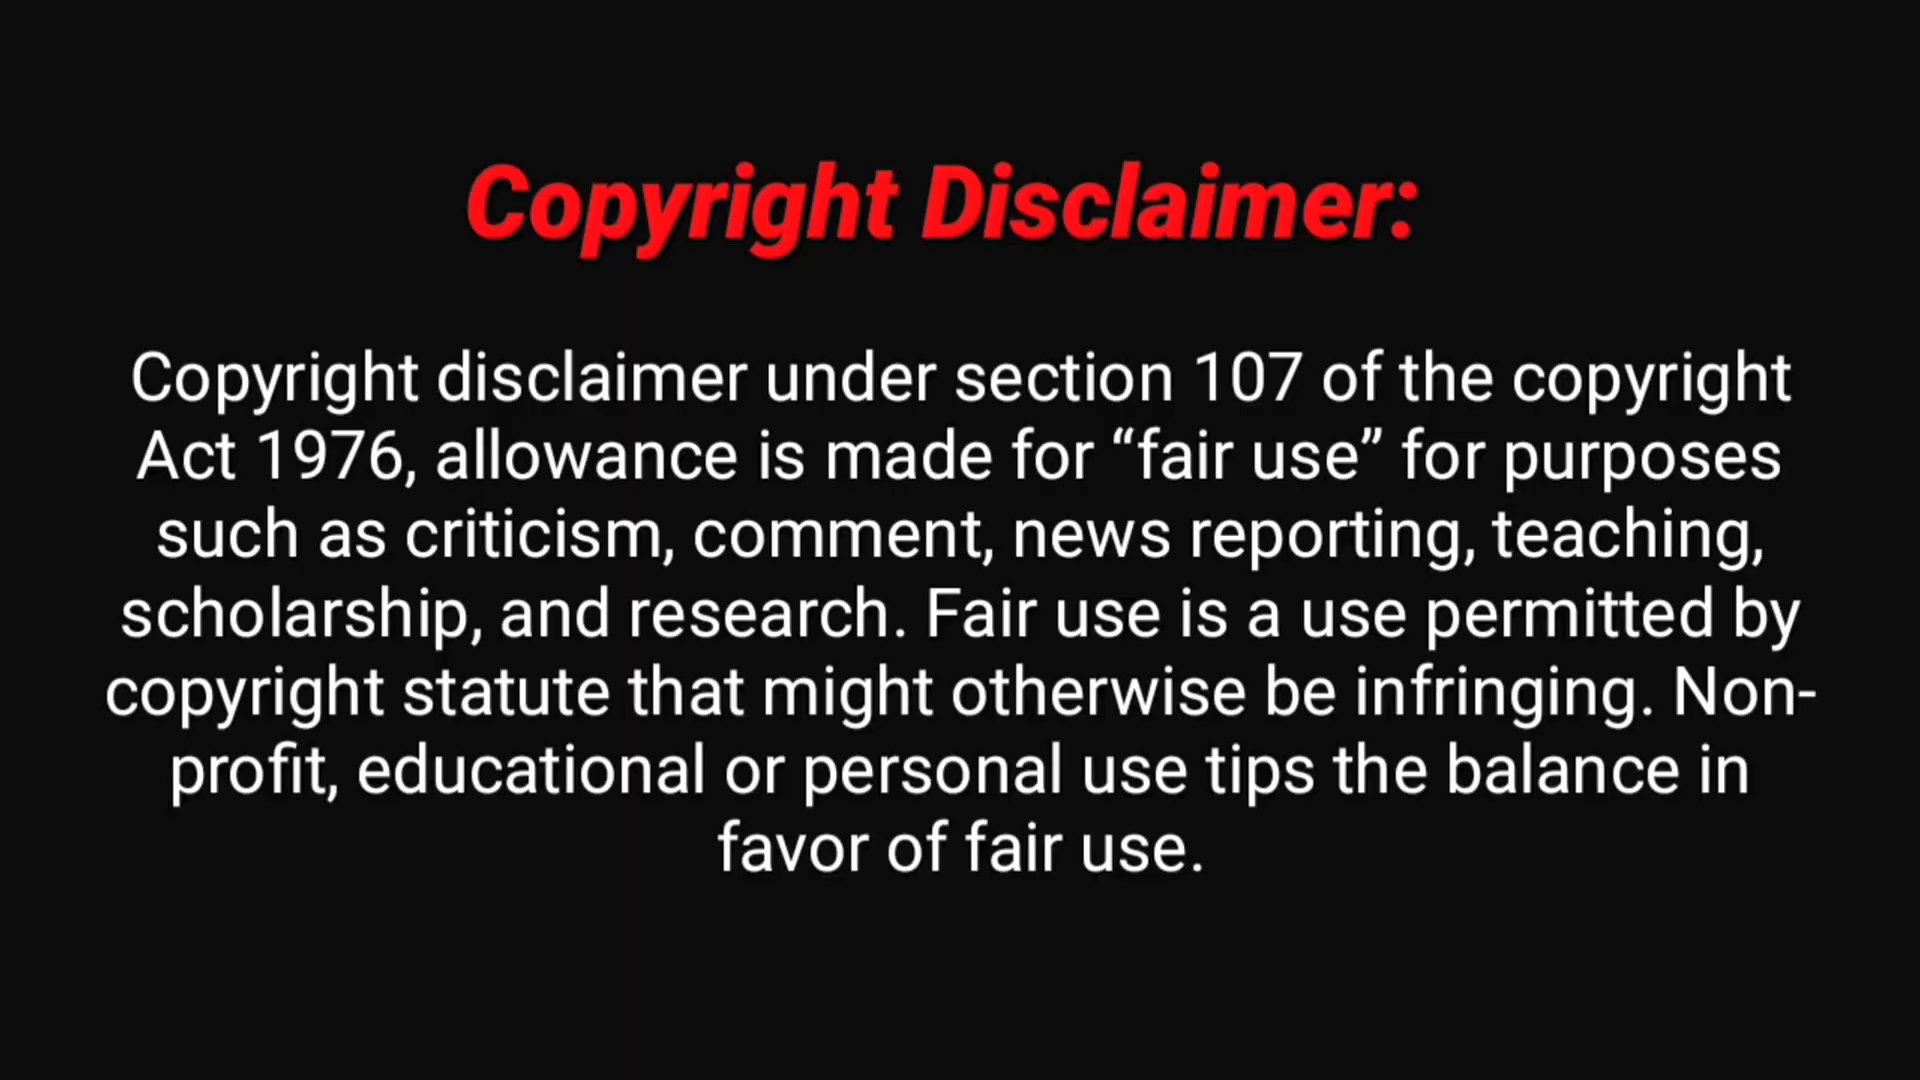 Copyright Disclaimer:
Copyright disclaimer under section 107 of the copyright
Act 1976, allowance is made for “fair use” for purposes
such as criticism, comment, news reporting, teaching,
scholarship, and research. Fair use is a use permitted by
copyright statute that might otherwise be infringing. Non-
profit, educational or personal use tips the balance in
favor of fair use.